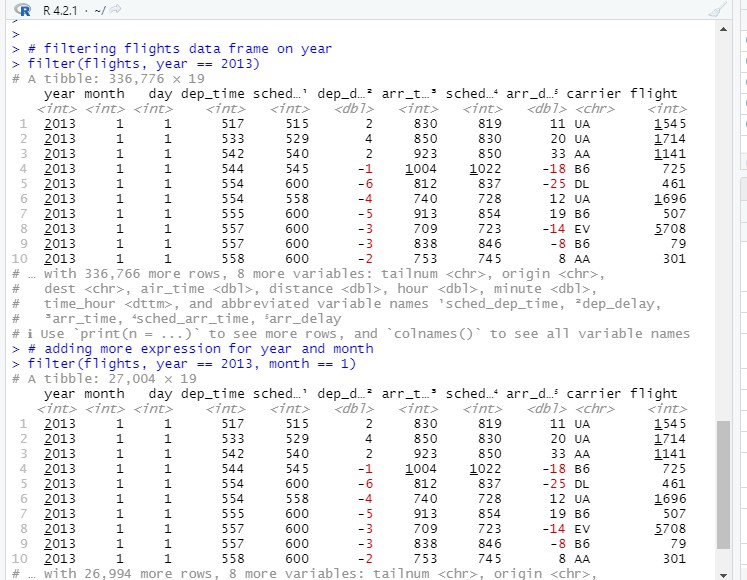 R 4.2.1 · ~/
>
>
> # filtering flights data frame on year
> filter(flights, year == 2013)
# A tibble: 336,776 × 19
year month day dep_time sched…¹ dep_d…² arr_t…³ sched…⁴ arr_d…⁵ carrier flight
<int> <int> <int> <int> <int> <dbl> <int> <int> <dbl> <chr> <int>
1 2013 1 1 517 515 2 830 819 11 UA 1545
2 2013 1 1 533 529 4 850 830 20 UA 1714
3 2013 1 1 542 540 2 923 850 33 AA 1141
4 2013 1 1 544 545 -1 1004 1022 -18 B6 725
5 2013 1 1 554 600 -6 812 837 -25 DL 461
6 2013 1 1 554 558 -4 740 728 12 UA 1696
7 2013 1 1 555 600 -5 913 854 19 B6 507
8 2013 1 1 557 600 -3 709 723 -14 EV 5708
9 2013 1 1 557 600 -3 838 846 -8 B6 79
10 2013 1 1 558 600 -2 753 745 8 AA 301
# … with 336,766 more rows, 8 more variables: tailnum <chr>, origin <chr>,
# dest <chr>, air_time <dbl>, distance <dbl>, hour <dbl>, minute <dbl>,
# time_hour <dttm>, and abbreviated variable names ¹sched_dep_time, ²dep_delay,
# ³arr_time, ⁴sched_arr_time, ⁵arr_delay
# ℹ Use `print(n = ...)` to see more rows, and `colnames()` to see all variable names
> # adding more expression for year and month
> filter(flights, year == 2013, month == 1)
# A tibble: 27,004 × 19
year month day dep_time sched…¹ dep_d…² arr_t…³ sched…⁴ arr_d…⁵ carrier flight
<int> <int> <int> <int> <int> <dbl> <int> <int> <dbl> <chr> <int>
1 2013 1 1 517 515 2 830 819 11 UA 1545
2 2013 1 1 533 529 4 850 830 20 UA 1714
3 2013 1 1 542 540 2 923 850 33 AA 1141
4 2013 1 1 544 545 -1 1004 1022 -18 B6 725
5 2013 1 1 554 600 -6 812 837 -25 DL 461
6 2013 1 1 554 558 -4 740 728 12 UA 1696
7 2013 1 1 555 600 -5 913 854 19 B6 507
8 2013 1 1 557 600 -3 709 723 -14 EV 5708
9 2013 1 1 557 600 -3 838 846 -8 B6 79
10 2013 1 1 558 600 -2 753 745 8 AA 301
# … with 26,994 more rows, 8 more variables: tailnum <chr>, origin <chr>,